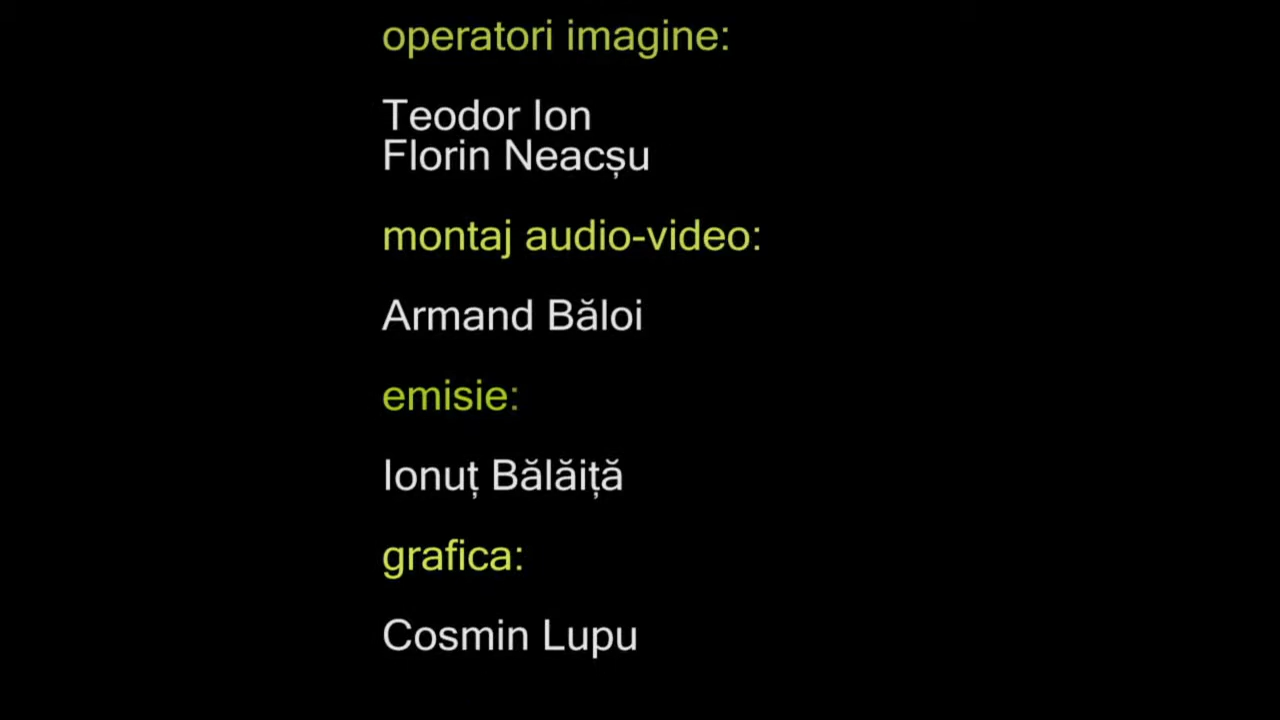 operatori imagine:
Teodor Ion
Florin Neacșu
montaj audio-video:
Armand Băloi
emisie:
Ionuț Bălăiță
grafica:
Cosmin Lupu